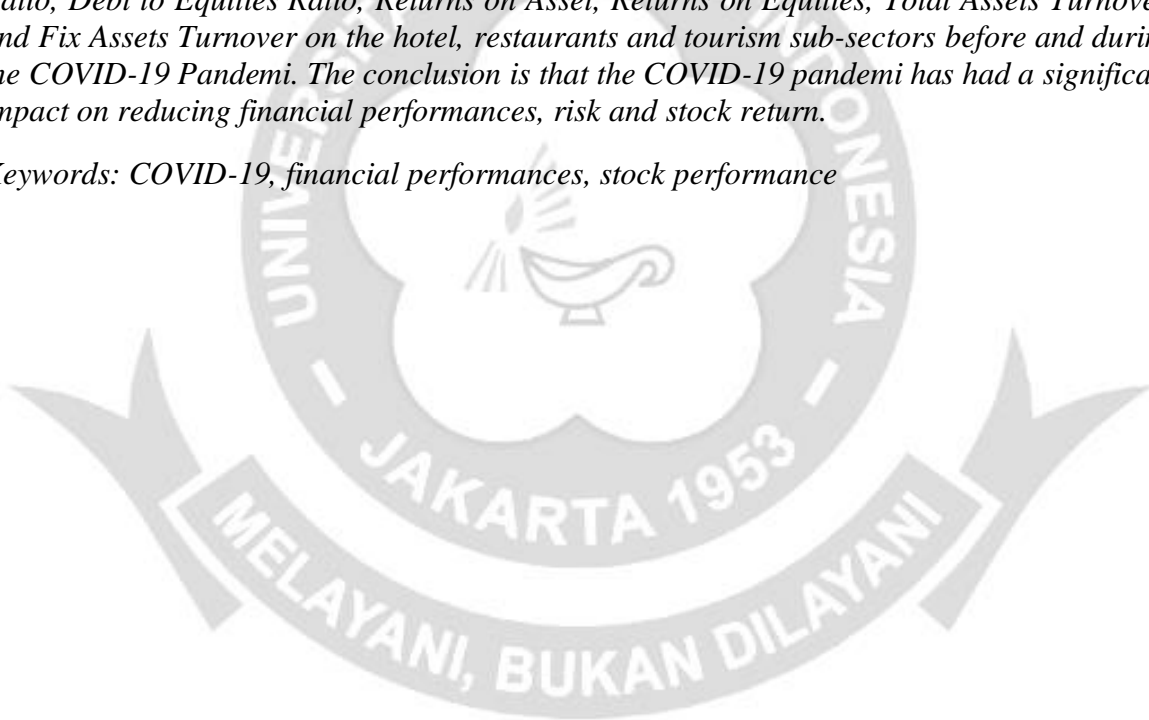 Ratio, Debt to Equities Ratio, Returns on Asset, Returns on Equities, Total Assets Turnover
and Fix Assets Turnover on the hotel, restaurants and tourism sub-sectors before and during
the COVID-19 Pandemi. The conclusion is that the COVID-19 pandemi has had a significant
impact on reducing financial performances, risk and stock return.
Keywords: COVID-19, financial performances, stock performance
UNIVERSITAS INDONESIA
JAKARTA 1953
MELAYANI, BUKAN DILAYANI